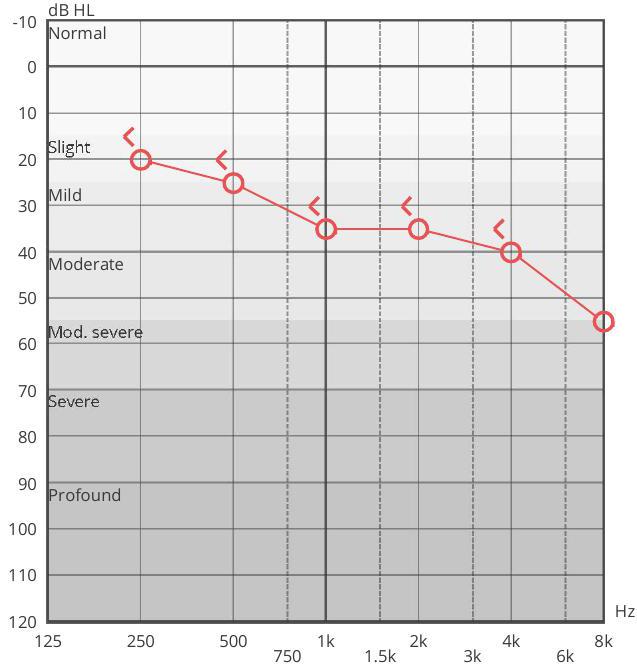 dB HL
-10
Normal
0
10
Slight
20
Mild
30
40
Moderate
50
Mod. severe
60
70
Severe
80
90
Profound
100
110
120
Hz
125 250 500 1k 2k 4k 8k
750 1.5k 3k 6k